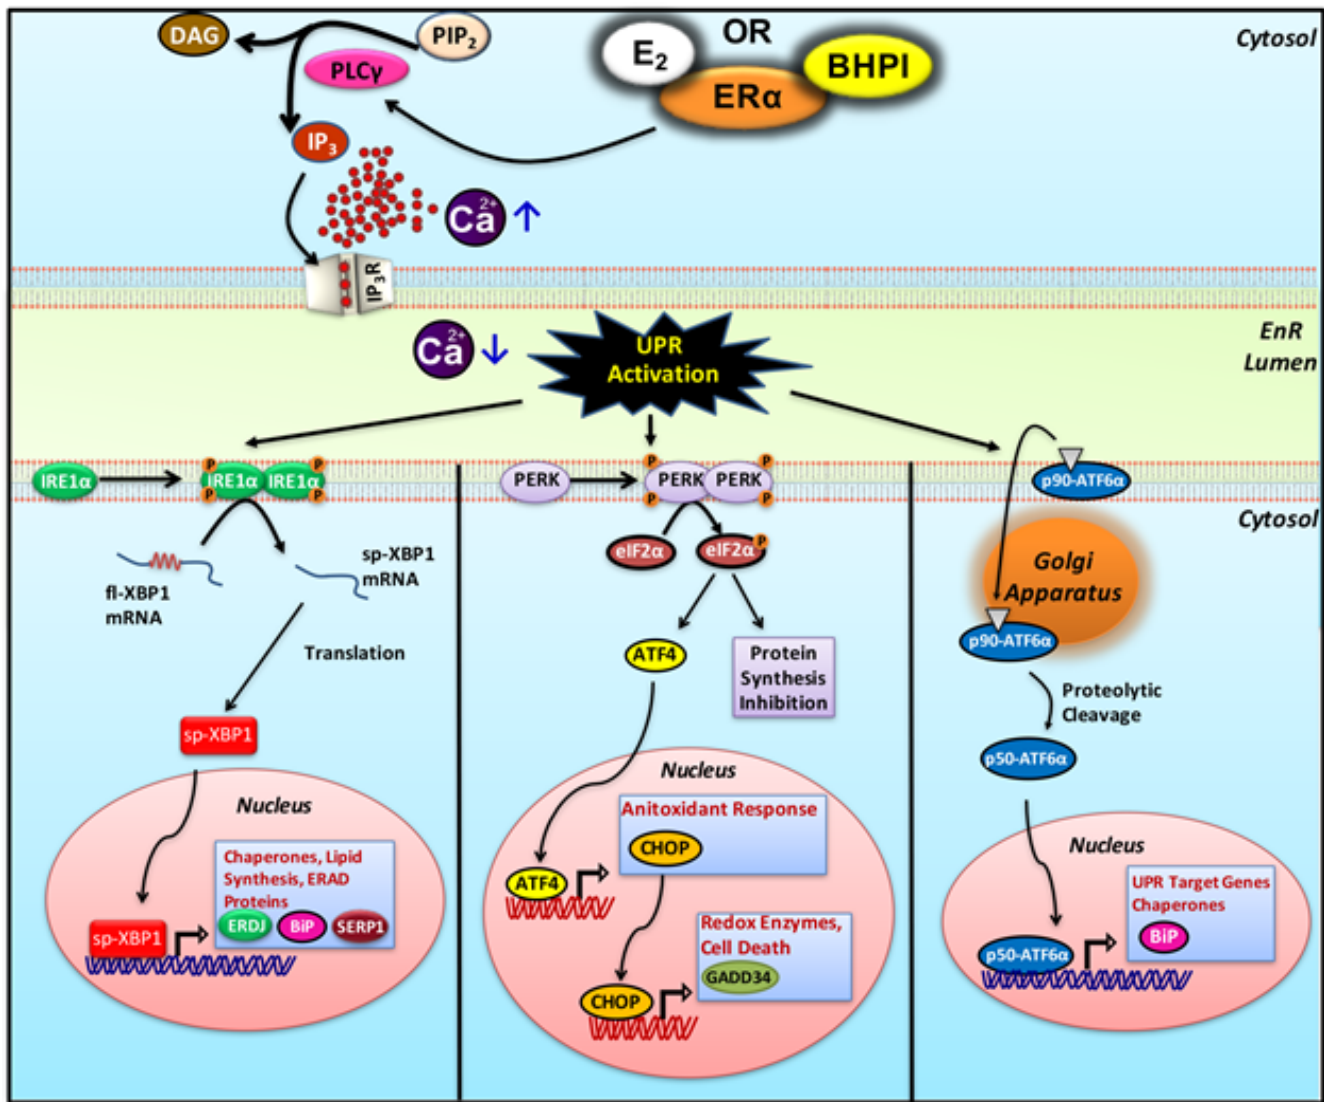 DAG
PIP2
PLCγ
IP3
E2
OR
BHPI
ERα
Cytosol
Ca2+
IP3R
Ca2+
UPR
Activation
EnR
Lumen
IRE1α
P
P
IRE1α
IRE1α
P
P
fl-XBP1
mRNA
sp-XBP1
mRNA
Translation
sp-XBP1
Nucleus
Chaperones, Lipid
Synthesis, ERAD
Proteins
ERDJ
BiP
SERP1
sp-XBP1
PERK
P
P
PERK
PERK
P
P
eIF2α
eIF2α
P
ATF4
Protein
Synthesis
Inhibition
Nucleus
Anitoxidant Response
CHOP
ATF4
Redox Enzymes,
Cell Death
GADD34
CHOP
p90-ATF6α
Cytosol
Golgi
Apparatus
p90-ATF6α
Proteolytic
Cleavage
p50-ATF6α
Nucleus
UPR Target Genes
Chaperones
BiP
p50-ATF6α